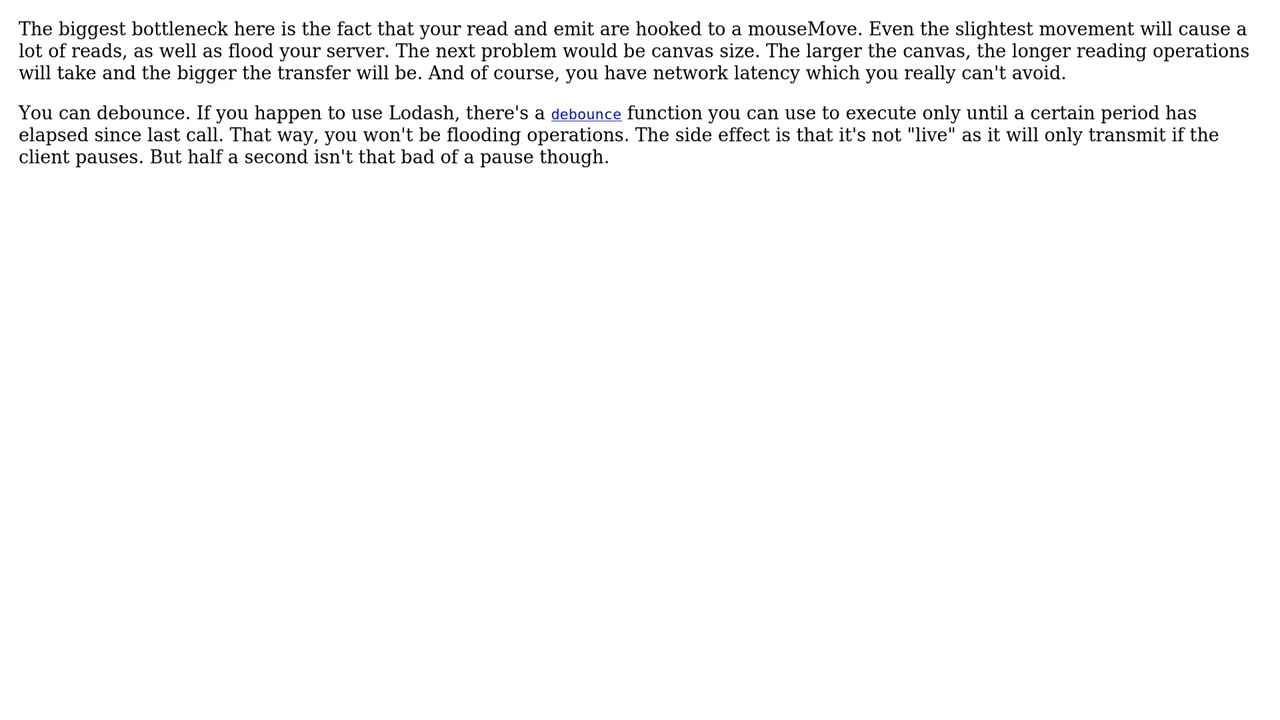 The biggest bottleneck here is the fact that your read and emit are hooked to a mouseMove. Even the slightest movement will cause a
lot of reads, as well as flood your server. The next problem would be canvas size. The larger the canvas, the longer reading operations
will take and the bigger the transfer will be. And of course, you have network latency which you really can't avoid.
You can debounce. If you happen to use Lodash, there's a debounce function you can use to execute only until a certain period has
elapsed since last call. That way, you won't be flooding operations. The side effect is that it's not "live" as it will only transmit if the
client pauses. But half a second isn't that bad of a pause though.